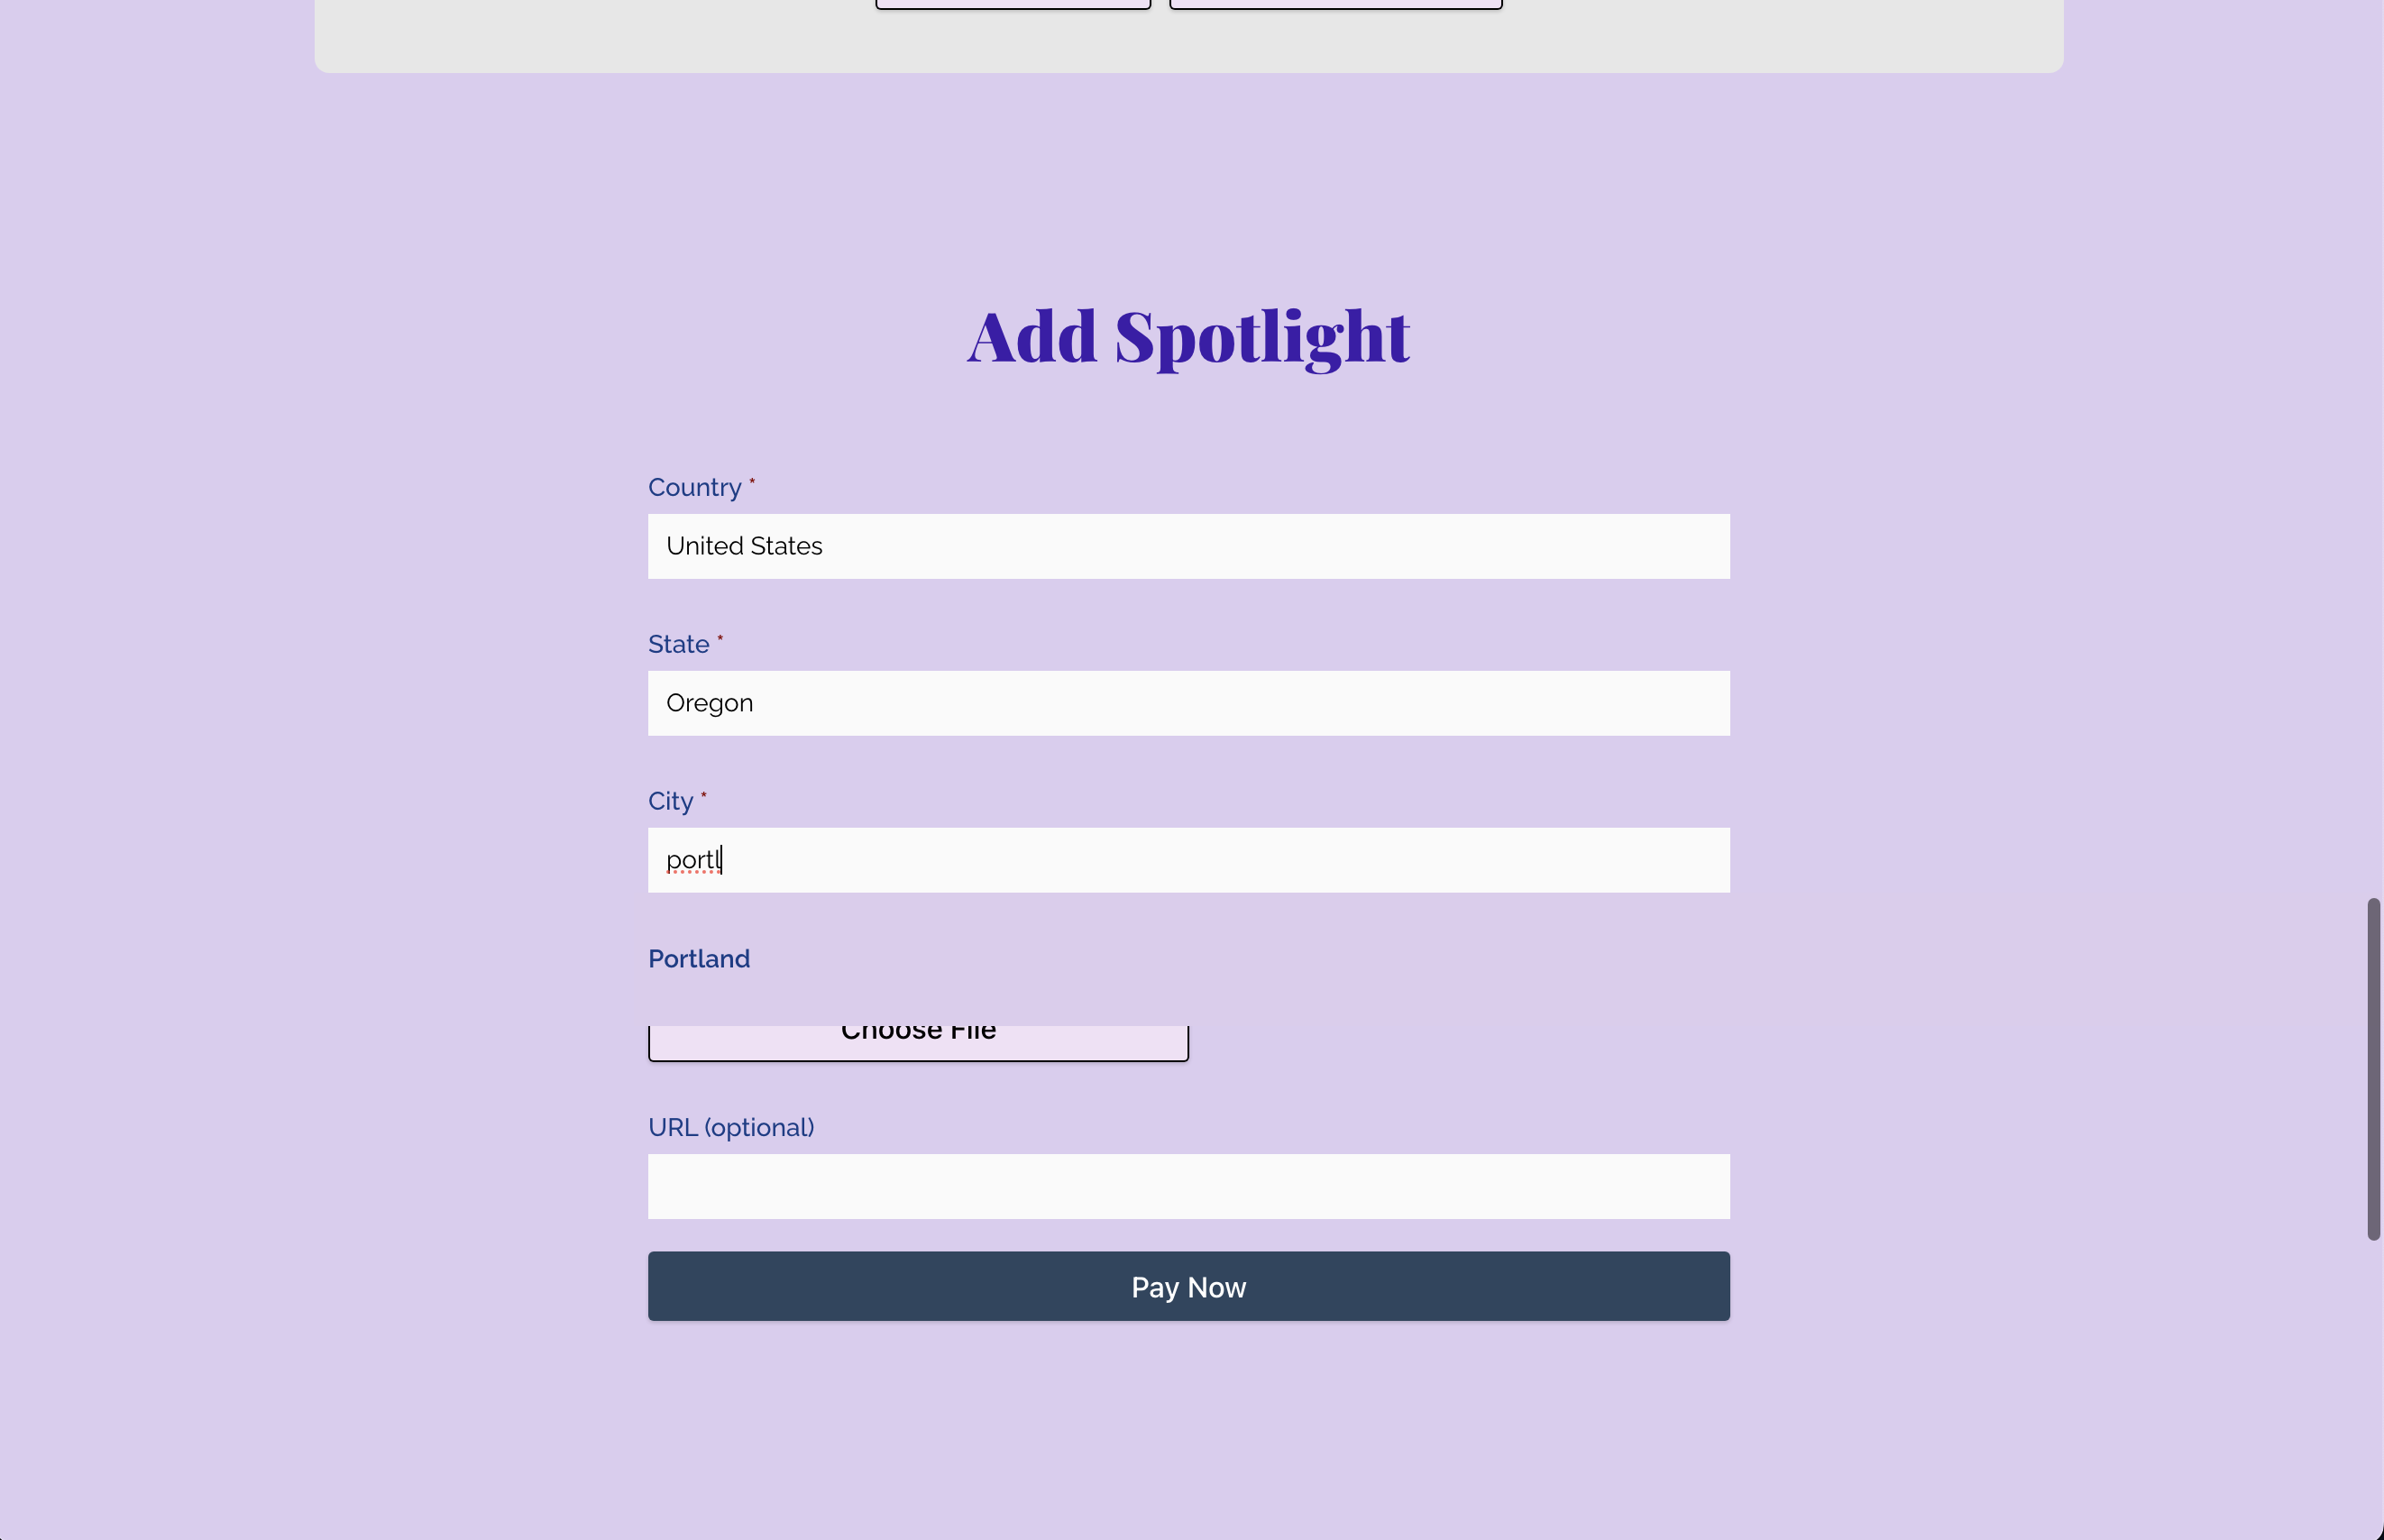 Add Spotlight
Country *
United States
State *
Oregon
City *
portl
Portland
Choose File
URL (optional)
Pay Now